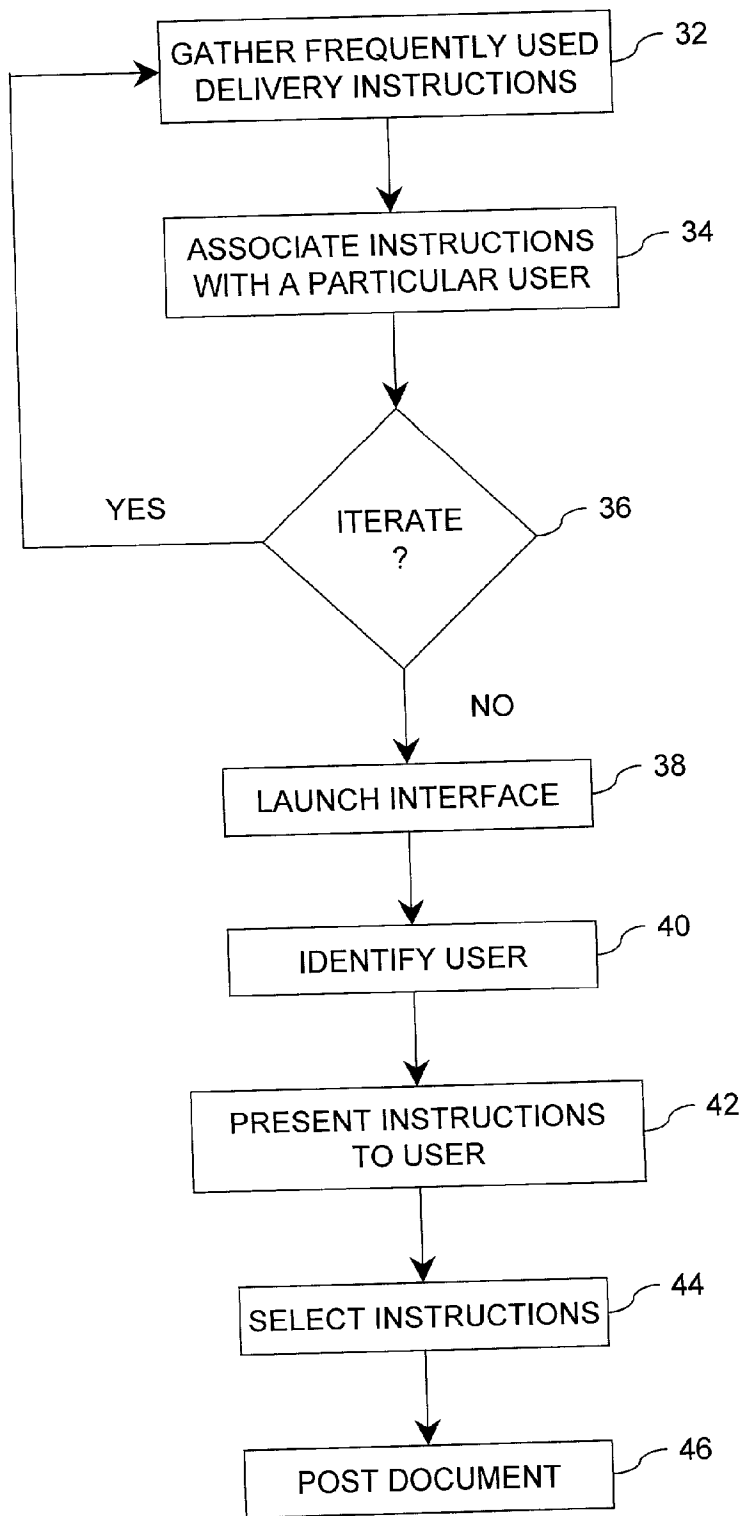 GATHER FREQUENTLY USED
DELIVERY INSTRUCTIONS
32
ASSOCIATE INSTRUCTIONS
WITH A PARTICULAR USER
34
YES
ITERATE
?
36
NO
LAUNCH INTERFACE
38
IDENTIFY USER
40
PRESENT INSTRUCTIONS
TO USER
42
SELECT INSTRUCTIONS
44
POST DOCUMENT
46